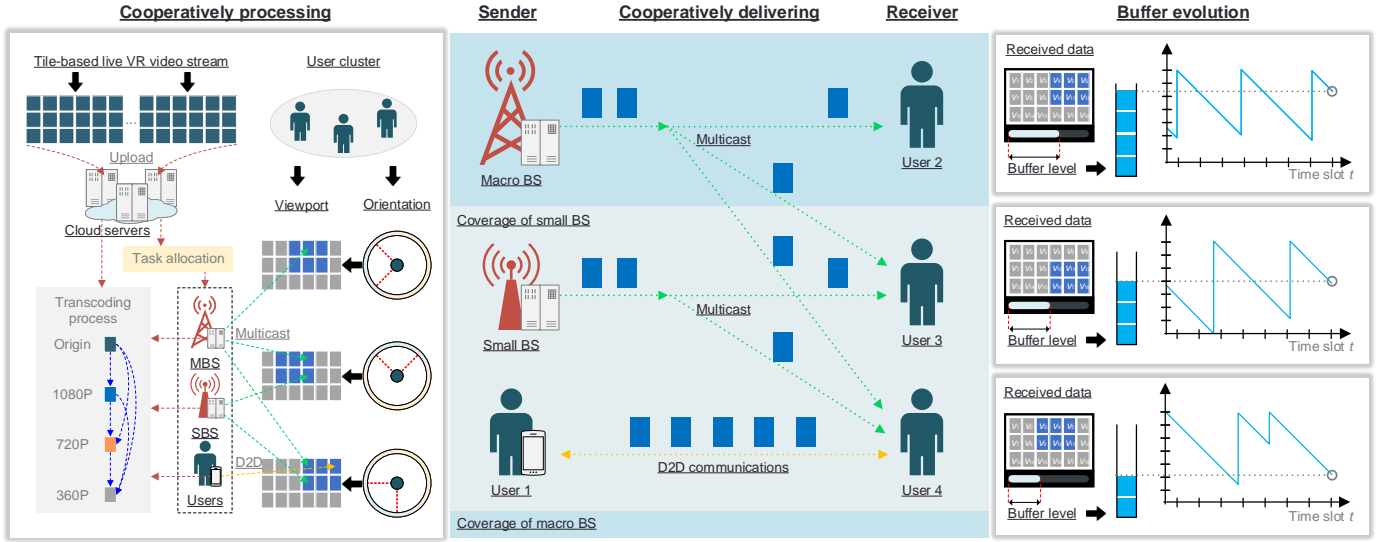 Cooperatively processing
Sender
Cooperatively delivering
Receiver
Buffer evolution
Tile-based live VR video stream
User cluster
Upload
Cloud servers
Task allocation
Viewport
Orientation
Transcoding
process
Origin
1080P
720P
360P
MBS
SBS
Users
Multicast
D2D
Macro BS
Multicast
User 2
Coverage of small BS
Small BS
Multicast
User 3
User 1
D2D communications
User 4
Coverage of macro BS
Received data
Buffer level
Time slot t
Received data
Buffer level
Time slot t
Received data
Buffer level
Time slot t